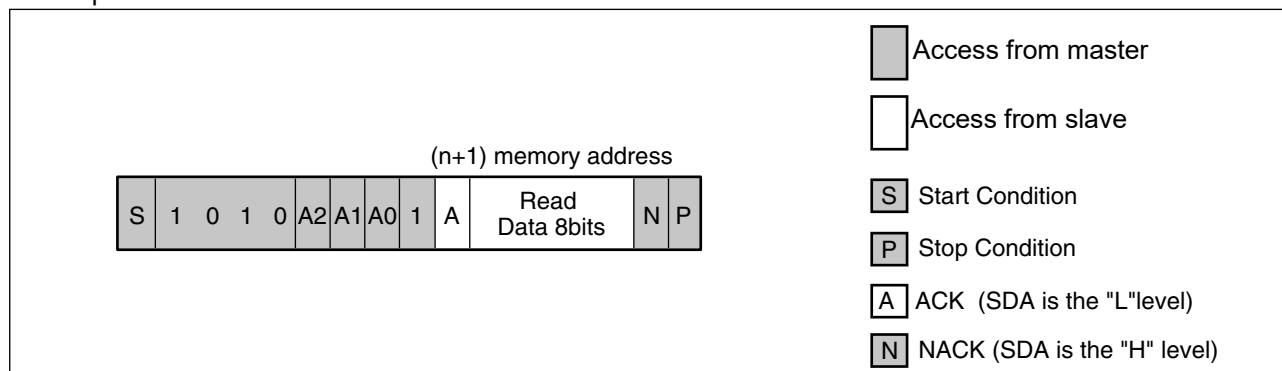 (n+1) memory address
S 1 0 1 0 A2 A1 A0 1 A Read Data 8bits N P
Access from master
Access from slave
S Start Condition
P Stop Condition
A ACK (SDA is the "L"level)
N NACK (SDA is the "H" level)